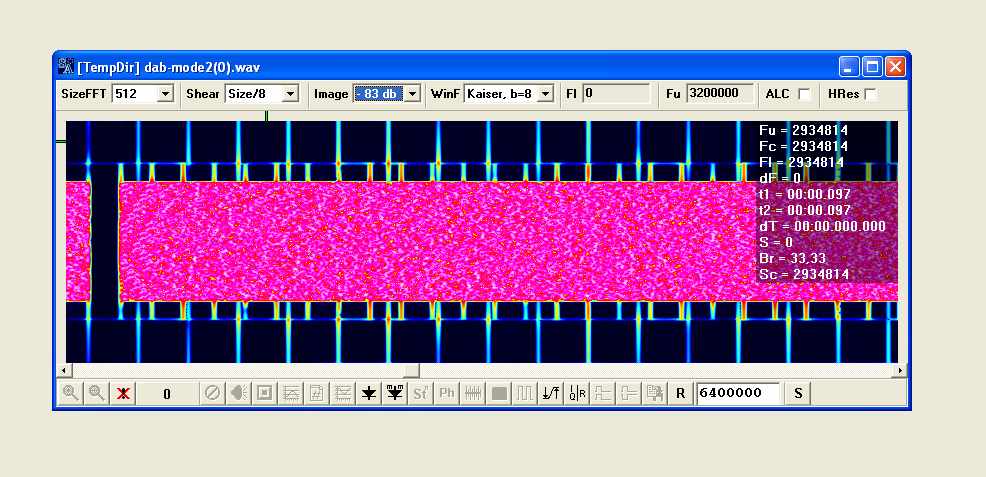 [TempDir] dab-mode2(0).wav
SizeFFT 512 Shear Size/8 Image - 83 db WinF Kaiser, b=8 Fl 0 Fu 3200000 ALC HRes
Fu = 2934814
Fc = 2934814
Fl = 2934814
dF = 0
t1 = 00:00.097
t2 = 00:00.097
dT = 00:00.000.000
S = 0
Br = 33,33
Sc = 2934814
0 Ph R 6400000 S